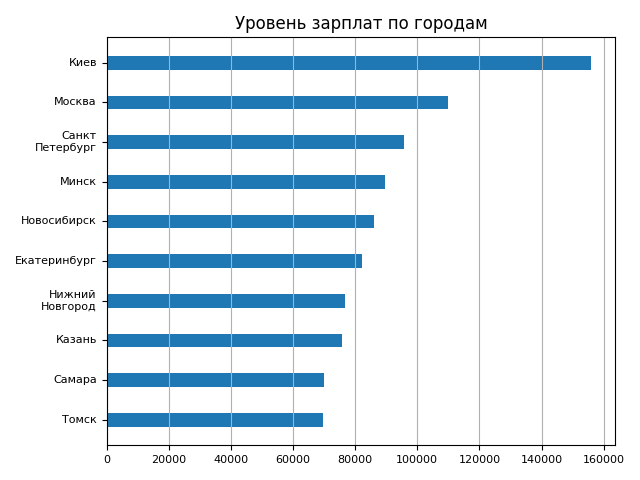 Уровень зарплат по городам
Киев
Москва
Санкт
Петербург
Минск
Новосибирск
Екатеринбург
Нижний
Новгород
Казань
Самара
Томск
0 20000 40000 60000 80000 100000 120000 140000 160000